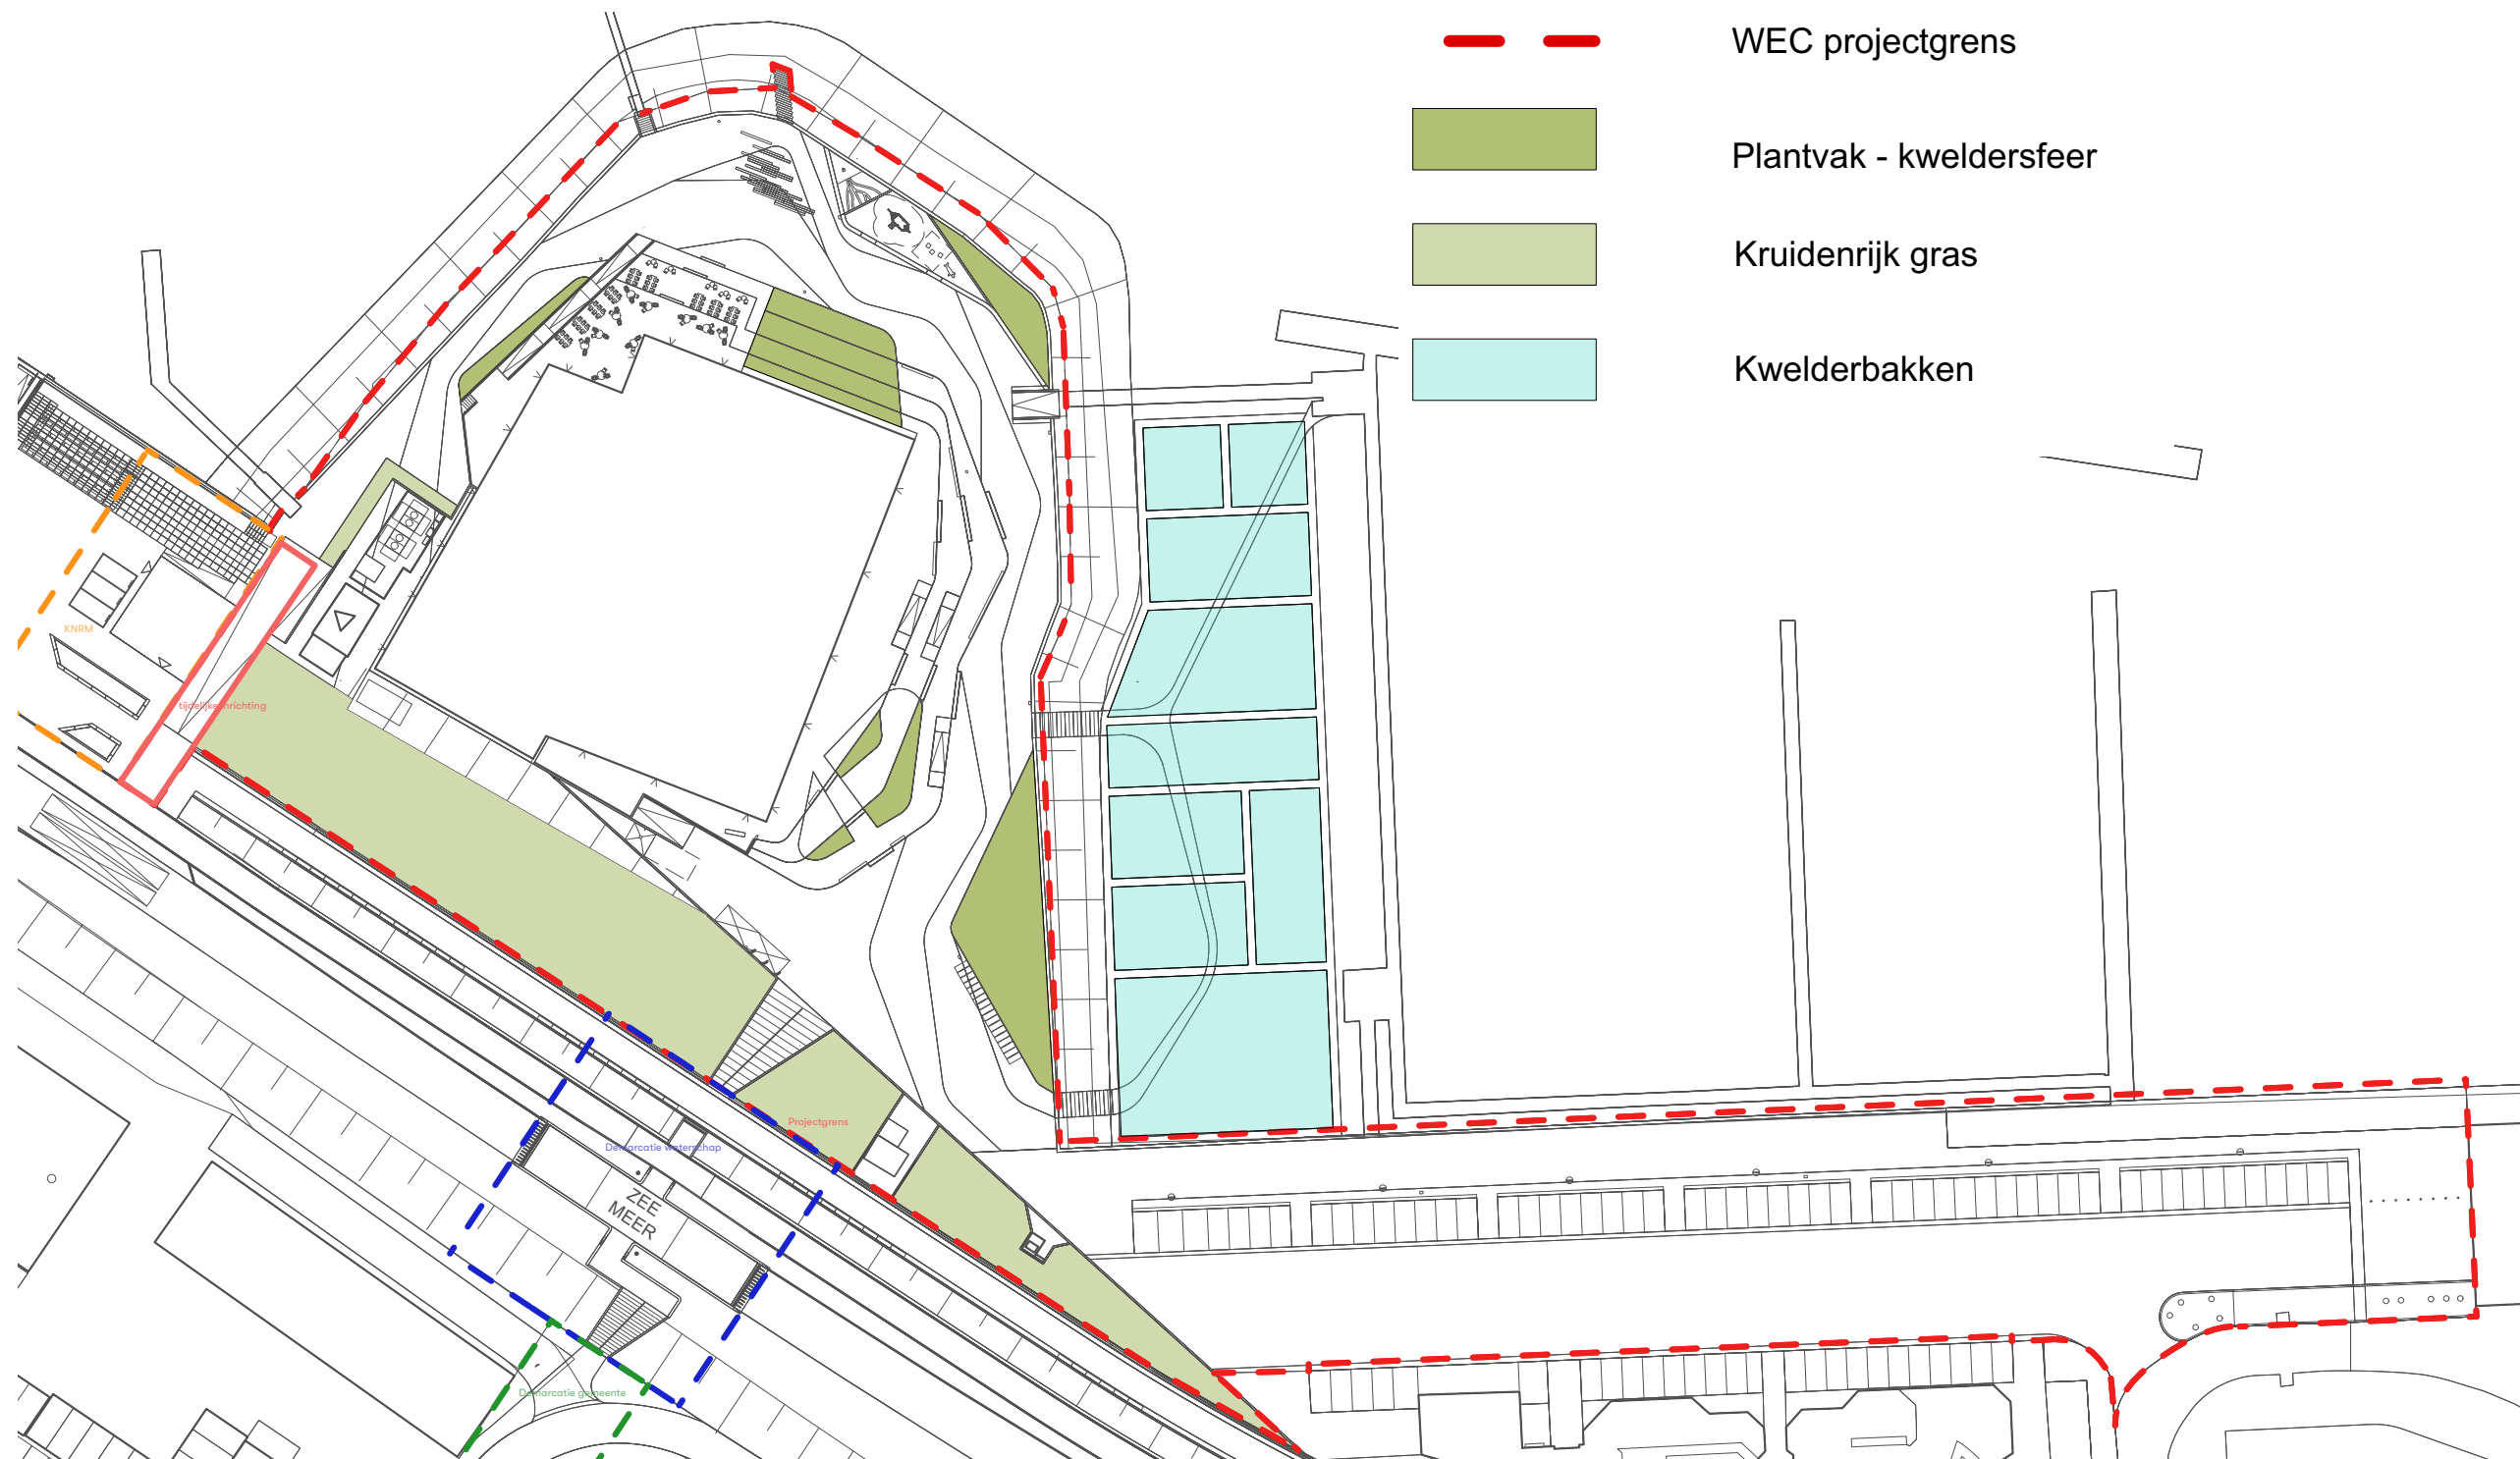 WEC projectgrens
Plantvak - kweldersfeer
Kruidenrijk gras
Kwelderbakken
KNRM
tijdelijke inrichting
Projectgrens
Demarcatie waterschap
ZEE
MEER
Demarcatie gemeente